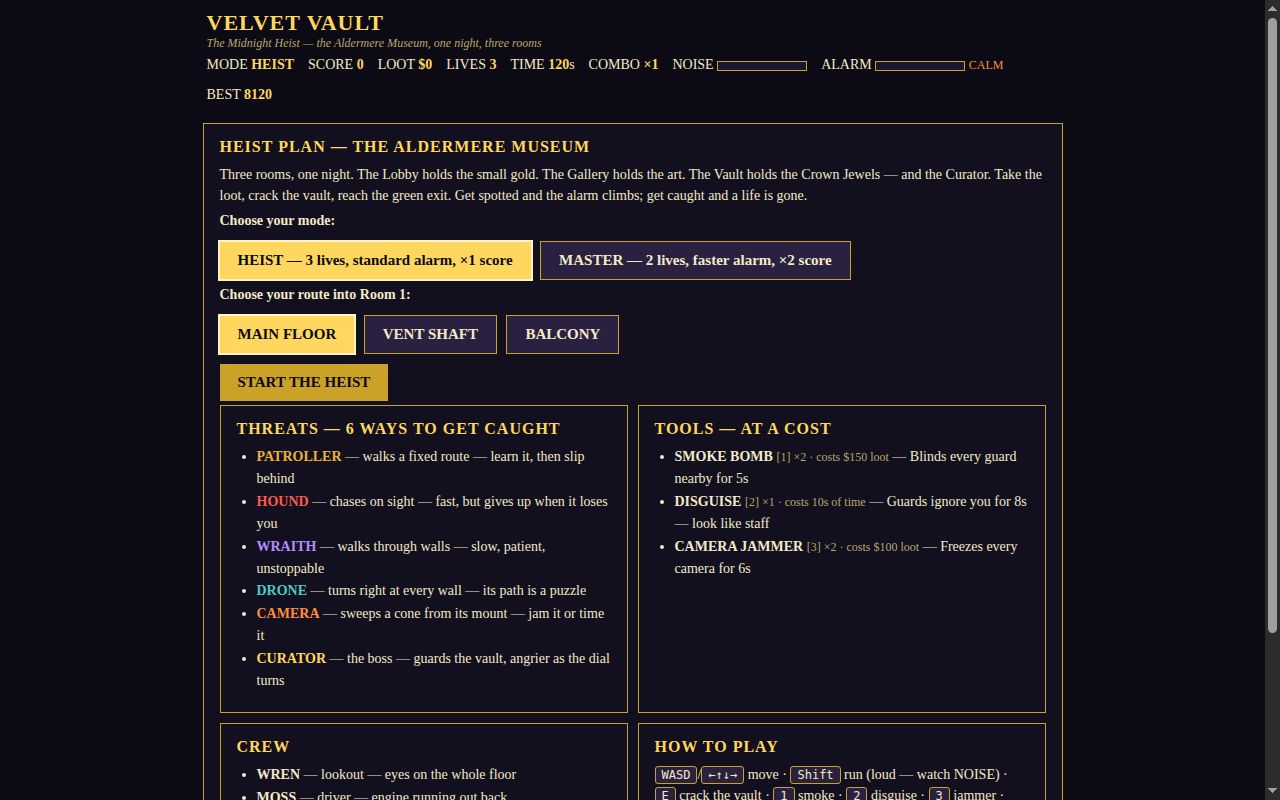 VELVET VAULT
The Midnight Heist — the Aldermere Museum, one night, three rooms
MODE HEIST SCORE 0 LOOT $0 LIVES 3 TIME 120s COMBO ×1 NOISE ALARM CALM
BEST 8120
HEIST PLAN — THE ALDERMERE MUSEUM
Three rooms, one night. The Lobby holds the small gold. The Gallery holds the art. The Vault holds the Crown Jewels — and the Curator. Take the
loot, crack the vault, reach the green exit. Get spotted and the alarm climbs; get caught and a life is gone.
Choose your mode:
HEIST — 3 lives, standard alarm, ×1 score
MASTER — 2 lives, faster alarm, ×2 score
Choose your route into Room 1:
MAIN FLOOR
VENT SHAFT
BALCONY
START THE HEIST
THREATS — 6 WAYS TO GET CAUGHT
• PATROLLER — walks a fixed route — learn it, then slip
behind
• HOUND — chases on sight — fast, but gives up when it loses
you
• WRAITH — walks through walls — slow, patient,
unstoppable
• DRONE — turns right at every wall — its path is a puzzle
• CAMERA — sweeps a cone from its mount — jam it or time
it
• CURATOR — the boss — guards the vault, angrier as the dial
turns
TOOLS — AT A COST
• SMOKE BOMB [1] ×2 · costs $150 loot — Blinds every guard
nearby for 5s
• DISGUISE [2] ×1 · costs 10s of time — Guards ignore you for 8s
— look like staff
• CAMERA JAMMER [3] ×2 · costs $100 loot — Freezes every
camera for 6s
CREW
• WREN — lookout — eyes on the whole floor
• MOSS — driver — engine running out back
HOW TO PLAY
WASD/←↑↓→ move · Shift run (loud — watch NOISE) ·
E crack the vault · 1 smoke · 2 disguise · 3 jammer ·